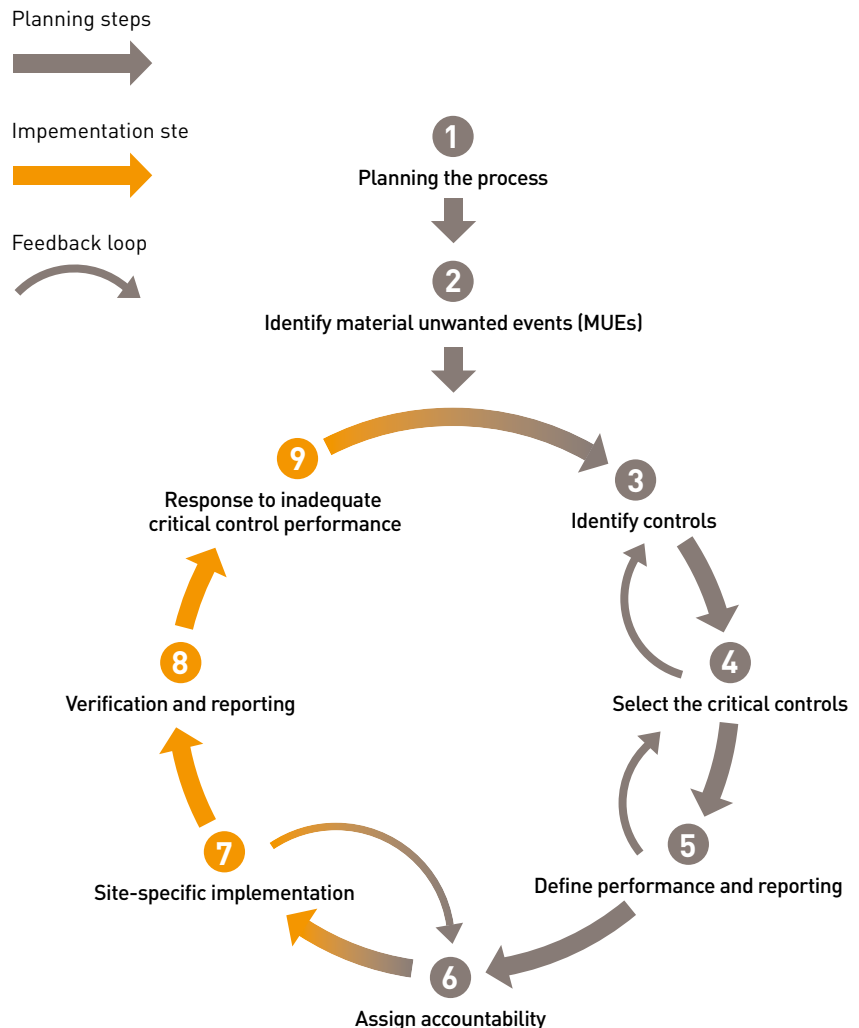 Planning steps
Impementation ste
Feedback loop
1
Planning the process
2
Identify material unwanted events (MUEs)
3
Identify controls
4
Select the critical controls
5
Define performance and reporting
6
Assign accountability
7
Site-specific implementation
8
Verification and reporting
9
Response to inadequate
critical control performance